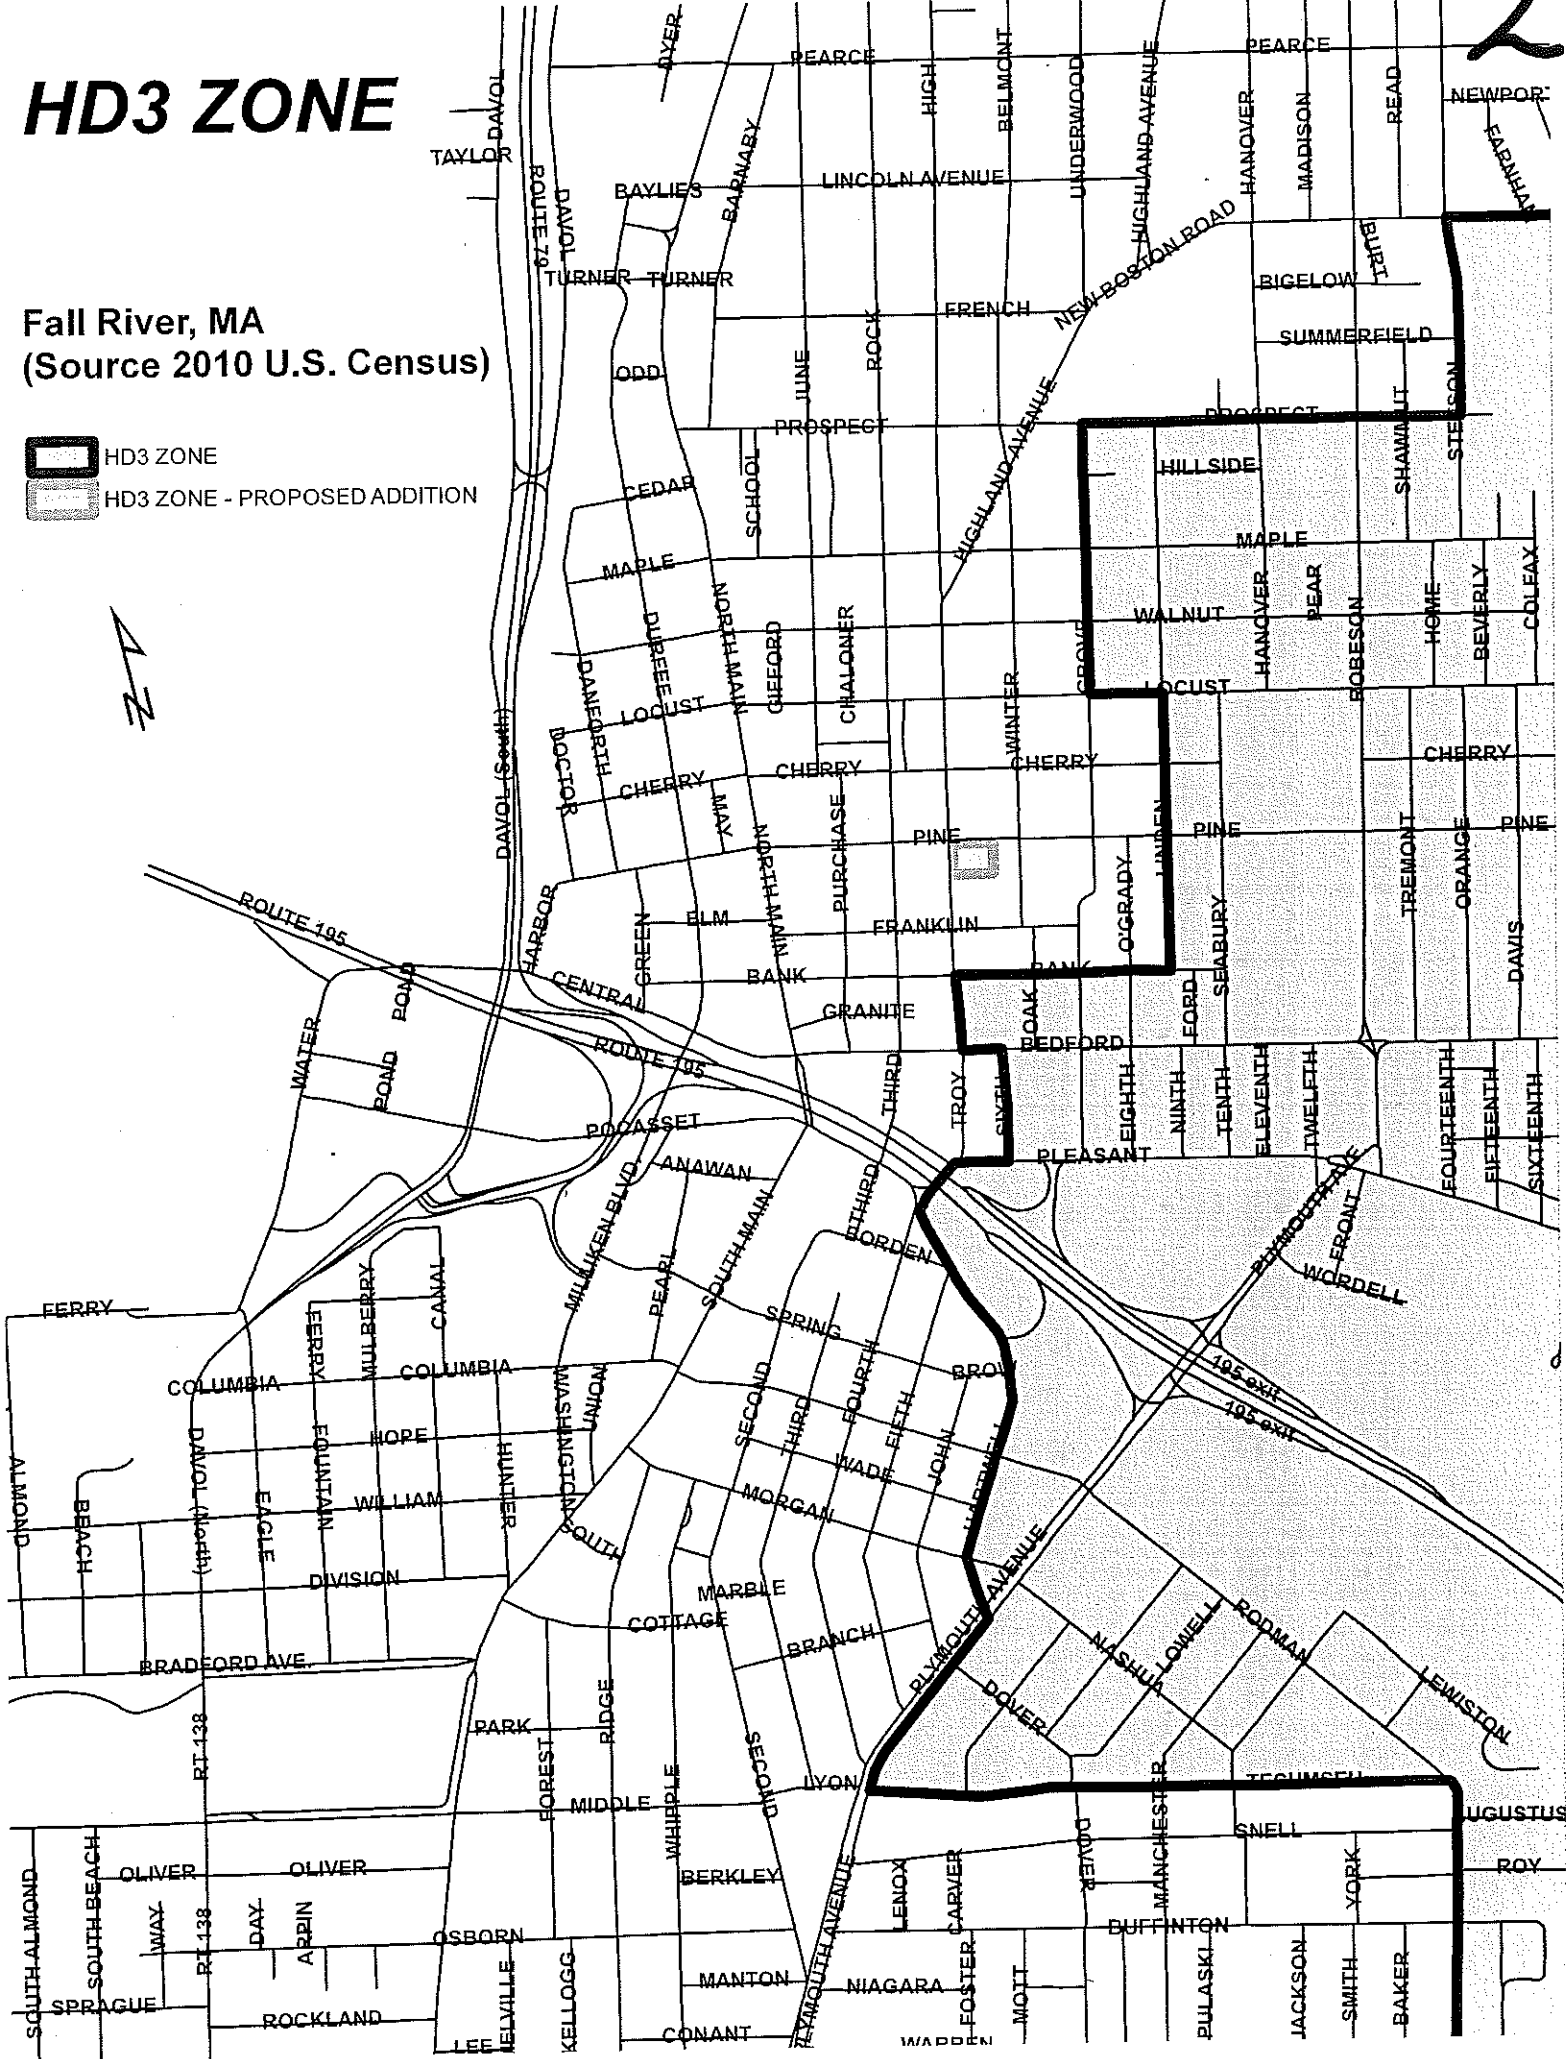 2
HD3 ZONE
Fall River, MA
(Source 2010 U.S. Census)
HD3 ZONE
HD3 ZONE - PROPOSED ADDITION
DYER
PEARCE
PEARCE
DAVOL
HIGH
BELMONT
UNDERWOOD
HIGHLAND AVENUE
HANOVER
MADISON
READ
FARNHAM
TAYLOR
BARNABY
BAYLIES
LINCOLN AVENUE
ROUTE 79
DAVOL
NEW BOSTON ROAD
BURT
TURNER
TURNER
BIGELOW
FRENCH
SUMMERFIELD
ODD
JUNE
ROCK
HIGHLAND AVENUE
PROSPECT
PROSPECT
SHAWMUT
HILLSIDE
CEDAR
SCHOOL
MAPLE
MAPLE
DURFEE
NORTH MAIN
GIFFORD
CHALONER
WALNUT
HANOVER
PEAR
ROBESON
HOME
BEVERLY
COLFAX
GROVE
DANFORTH
LOCUST
LOCUST
WINTER
DAVOL (South)
DOCTOR
CHERRY
CHERRY
CHERRY
CHERRY
MAY
NORTH MAIN
PURCHASE
PINE
PINE
PINE
LINDEN
O'GRADY
TREMONT
ORANGE
ROUTE 195
HARBOR
GREEN
ELM
FRANKLIN
SEABURY
DAVIS
POND
CENTRAL
BANK
BANK
GRANITE
OAK
FORD
WATER
POND
ROUTE 195
BEDFORD
THIRD
TROY
SIXTH
EIGHTH
NINTH
TENTH
ELEVENTH
TWELFTH
FOURTEENTH
FIFTEENTH
SIXTEENTH
POCASSET
PLEASANT
ANAWAN
MILLIKEN BLVD.
PEARL
SOUTH MAIN
THIRD
BORDEN
PLYMOUTH AVE
FRONT
WORDELL
FERRY
FERRY
MULBERRY
CANAL
SPRING
COLUMBIA
COLUMBIA
WASHINGTON
UNION
SECOND
THIRD
FOURTH
FIFTH
JOHN
195 exit
195 exit
HOPE
WADE
ALMOND
BEACH
DAVOL (North)
EAGLE
FOUNTAIN
HUNTER
WILLIAM
MORGAN
SOUTH
DIVISION
MARBLE
COTTAGE
BRANCH
PLYMOUTH AVENUE
BRADFORD AVE.
NASHUA
LOWELL
RODMAN
DOVER
LEWISTON
RT 138
PARK
RIDGE
FOREST
WHIPPLE
SECOND
LYON
MIDDLE
TECUMSEH
SNELL
DOVER
MANCHESTER
YORK
ROY
SOUTH ALMOND
SOUTH BEACH
OLIVER
OLIVER
BERKLEY
PLYMOUTH AVENUE
LENOX
CARVER
WAY
RT 138
DAY
ARPIN
OSBORN
BUFFINTON
SPRAGUE
ROCKLAND
KELLOGG
MANTON
NIAGARA
FOSTER
MOTT
PULASKI
JACKSON
SMITH
BAKER
LEE
CONANT
WARREN